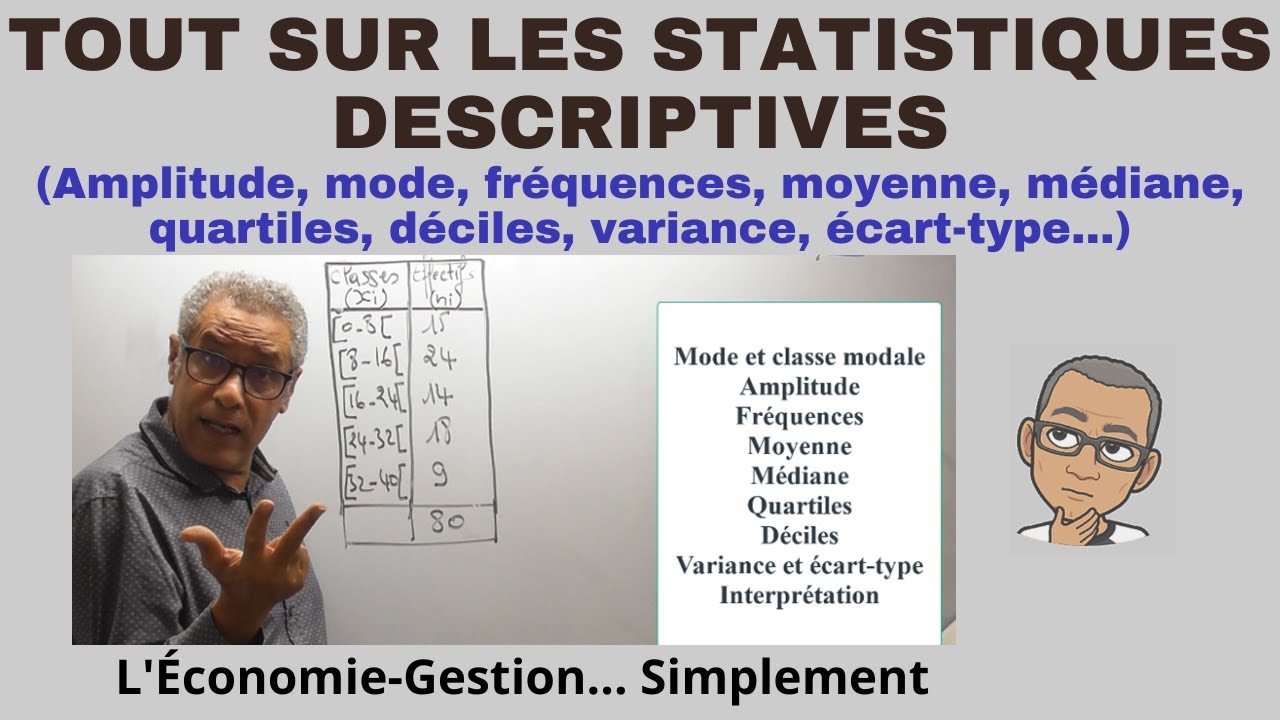 TOUT SUR LES STATISTIQUES
DESCRIPTIVES
(Amplitude, mode, fréquences, moyenne, médiane,
quartiles, déciles, variance, écart-type...)
Classes Effectifs
(xi) (ni)
[0-8[ 15
[8-16[ 24
[16-24[ 14
[24-32[ 18
[32-40[ 9
80
Mode et classe modale
Amplitude
Fréquences
Moyenne
Médiane
Quartiles
Déciles
Variance et écart-type
Interprétation
L'Économie-Gestion... Simplement